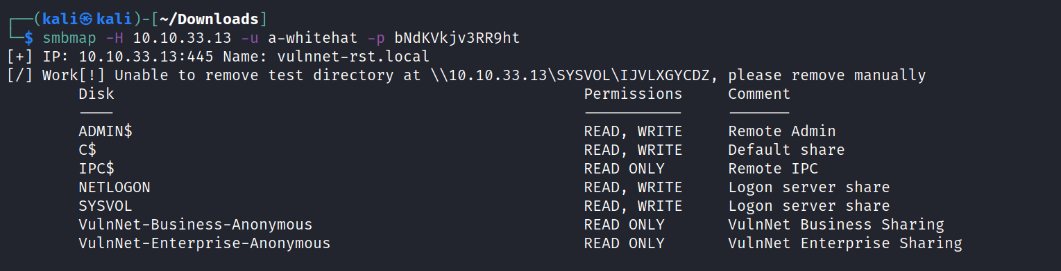 (kali㉿kali)-[~/Downloads]
$ smbmap -H 10.10.33.13 -u a-whitehat -p bNdKVkjv3RR9ht
[+] IP: 10.10.33.13:445 Name: vulnnet-rst.local
[/] Work[!] Unable to remove test directory at \\10.10.33.13\SYSVOL\IJVLXGYCDZ, please remove manually
Disk Permissions Comment
---- ----------- -------
ADMIN$ READ, WRITE Remote Admin
C$ READ, WRITE Default share
IPC$ READ ONLY Remote IPC
NETLOGON READ, WRITE Logon server share
SYSVOL READ, WRITE Logon server share
VulnNet-Business-Anonymous READ ONLY VulnNet Business Sharing
VulnNet-Enterprise-Anonymous READ ONLY VulnNet Enterprise Sharing